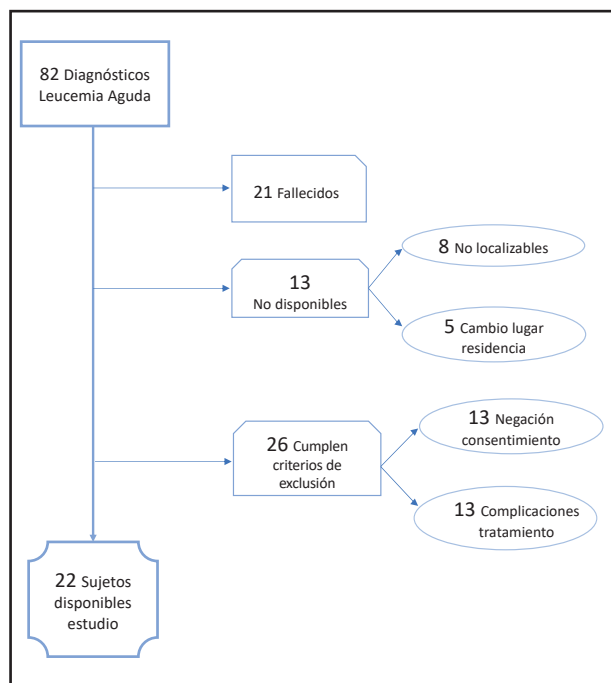 82 Diagnósticos
Leucemia Aguda
21 Fallecidos
13
No disponibles
8 No localizables
5 Cambio lugar
residencia
26 Cumplen
criterios de
exclusión
13 Negación
consentimiento
13 Complicaciones
tratamiento
22 Sujetos
disponibles
estudio